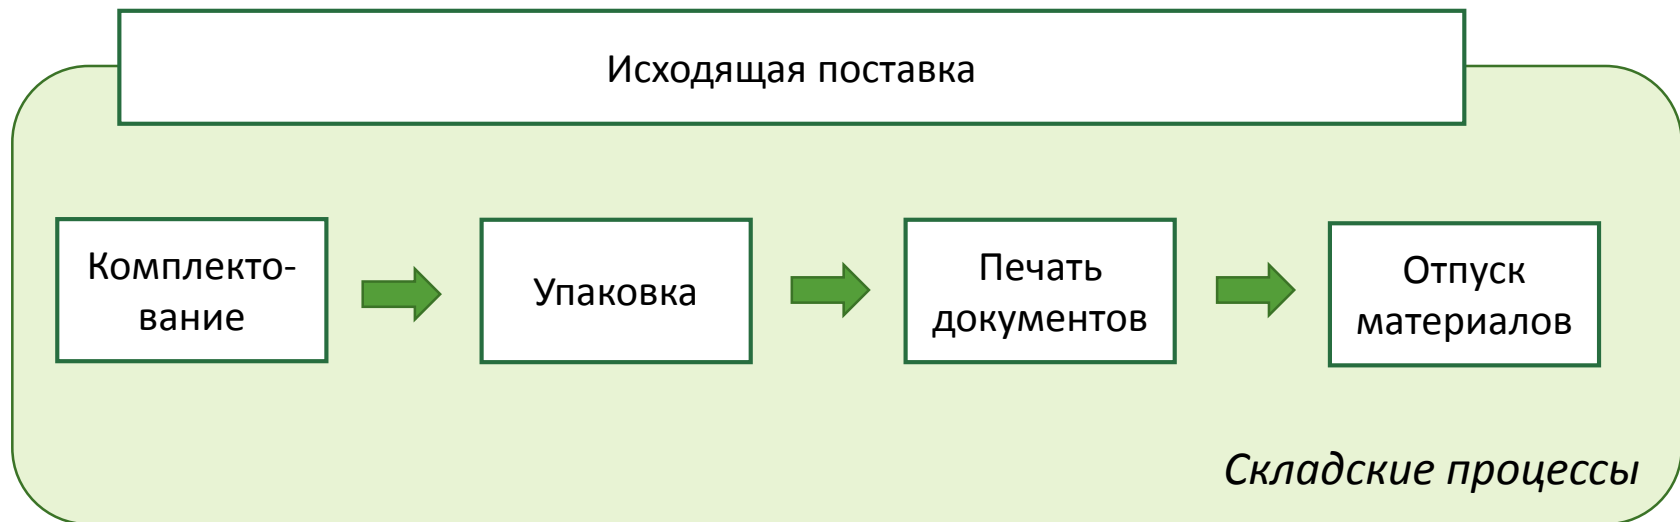 Исходящая поставка
Комплекто-
вание
Упаковка
Печать
документов
Отпуск
материалов
Складские процессы